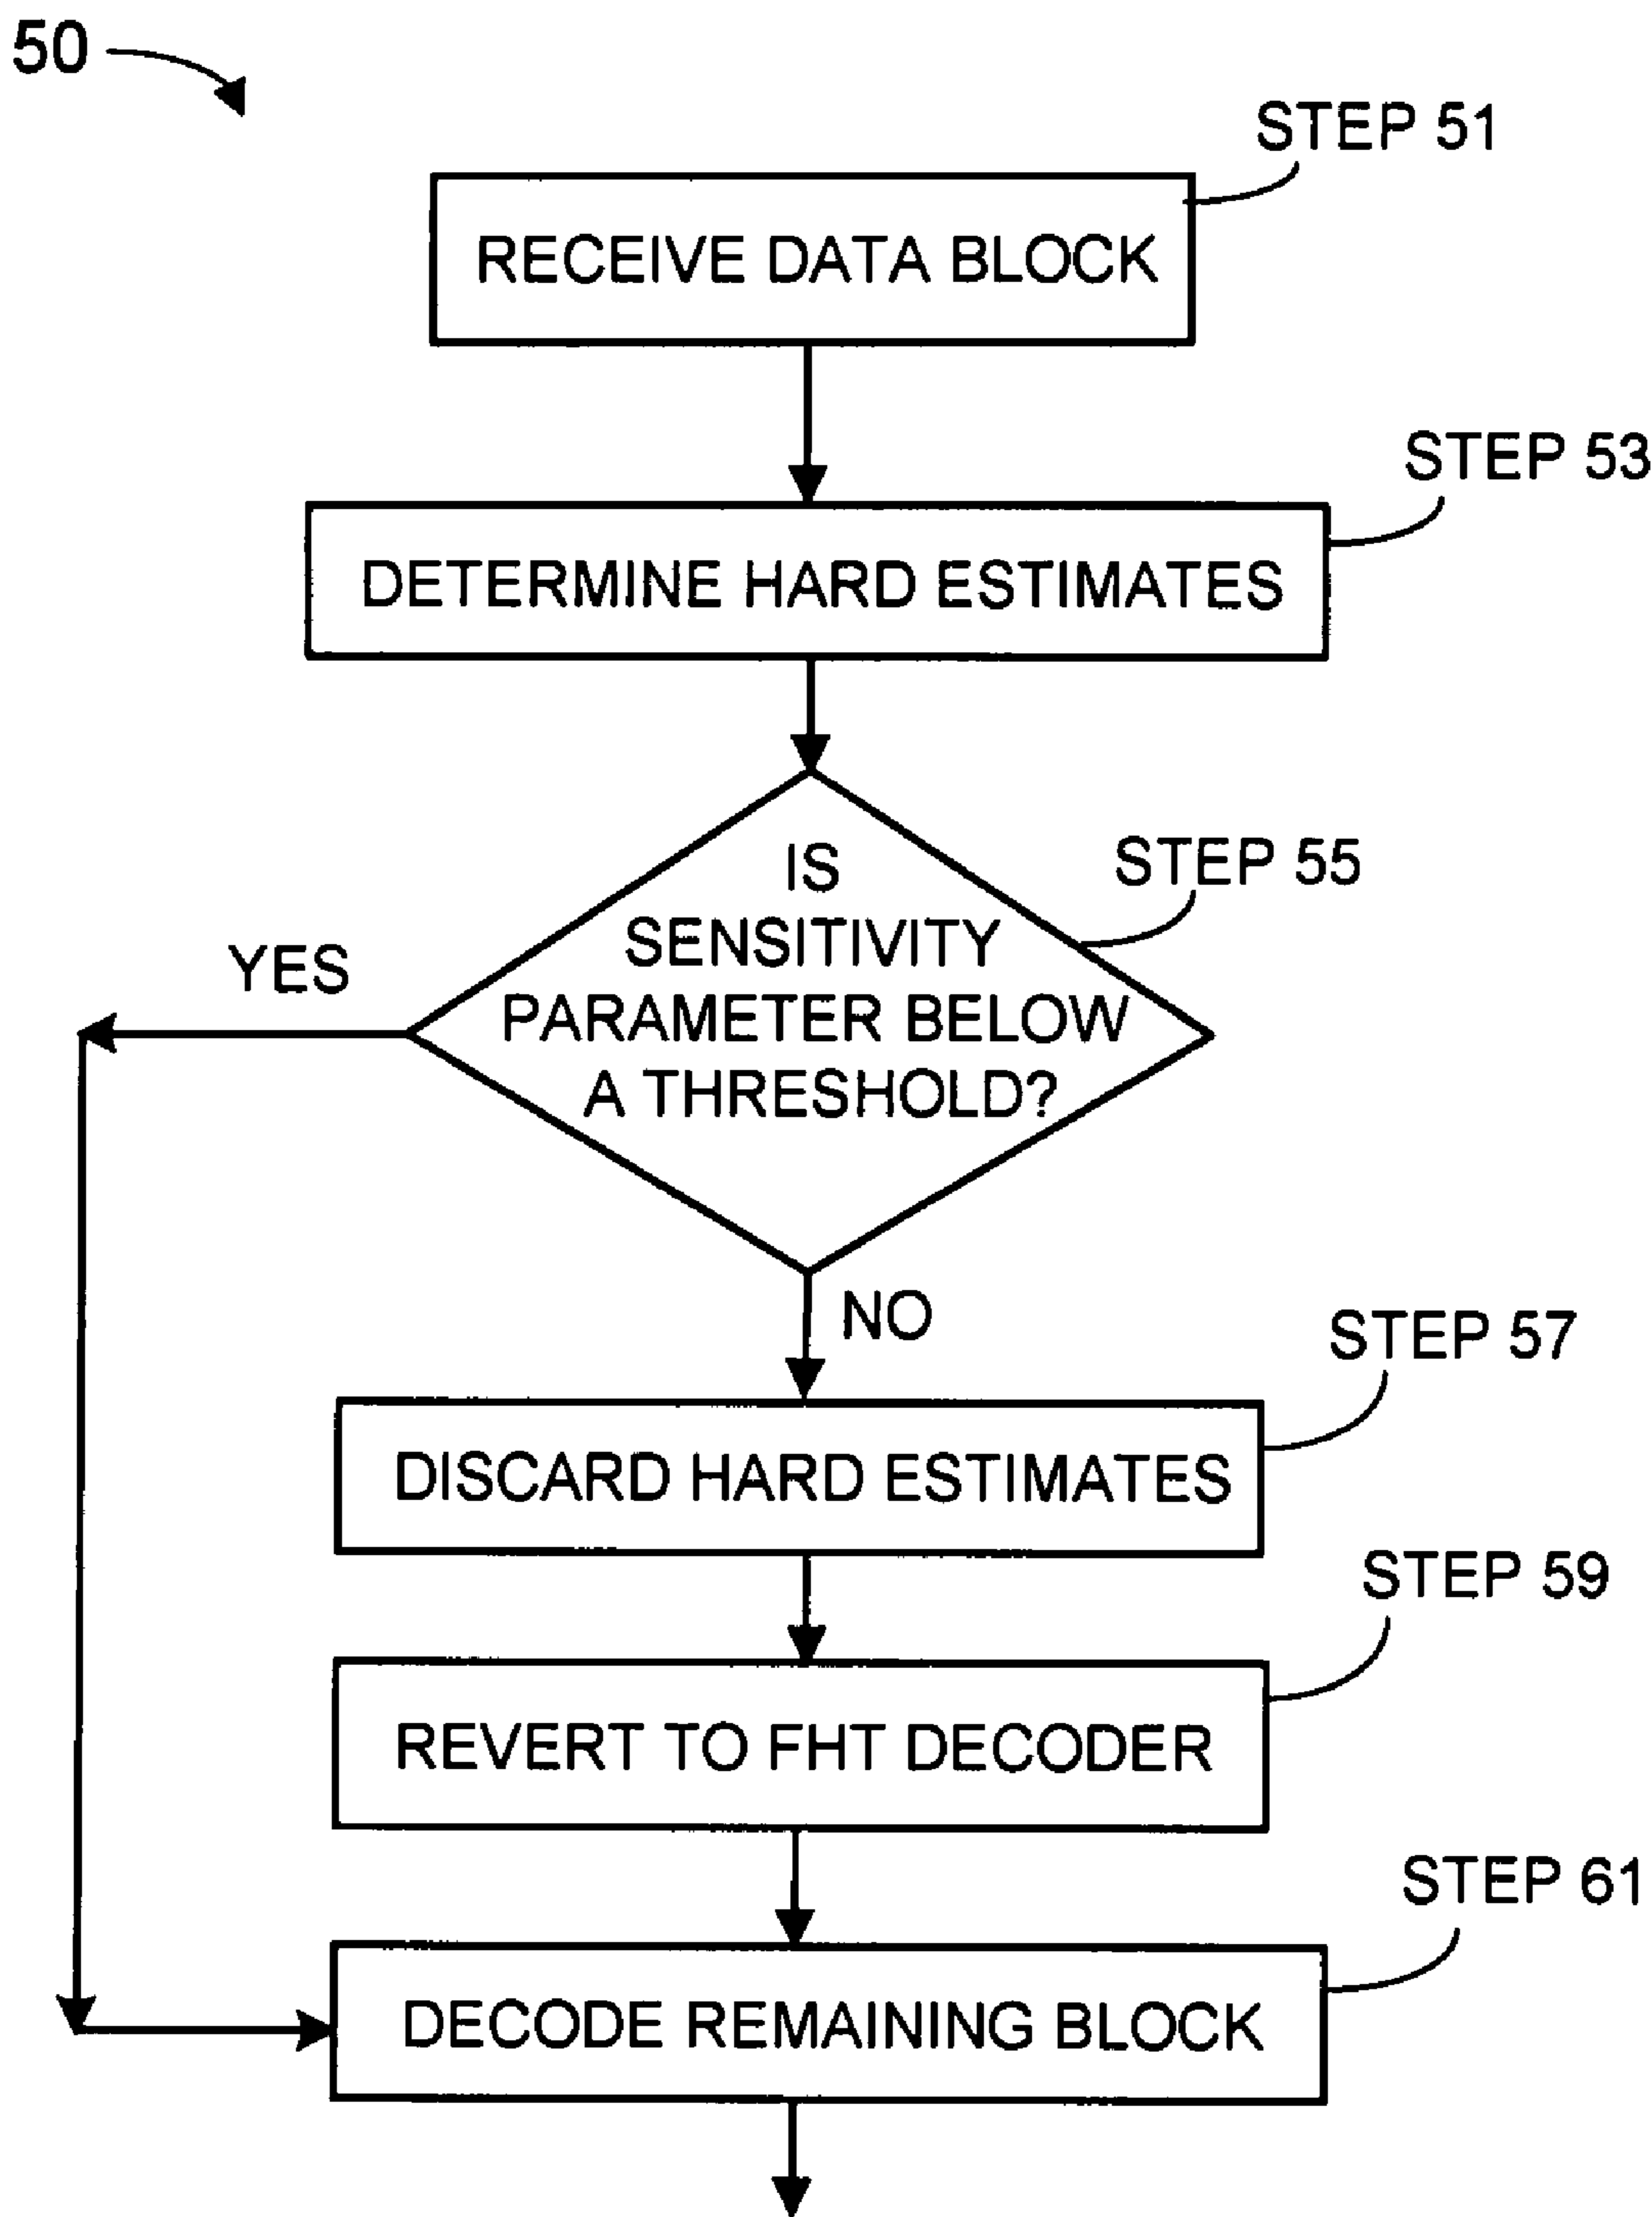 50
STEP 51
RECEIVE DATA BLOCK
STEP 53
DETERMINE HARD ESTIMATES
STEP 55
IS
SENSITIVITY
PARAMETER BELOW
A THRESHOLD?
YES
NO
STEP 57
DISCARD HARD ESTIMATES
STEP 59
REVERT TO FHT DECODER
STEP 61
DECODE REMAINING BLOCK